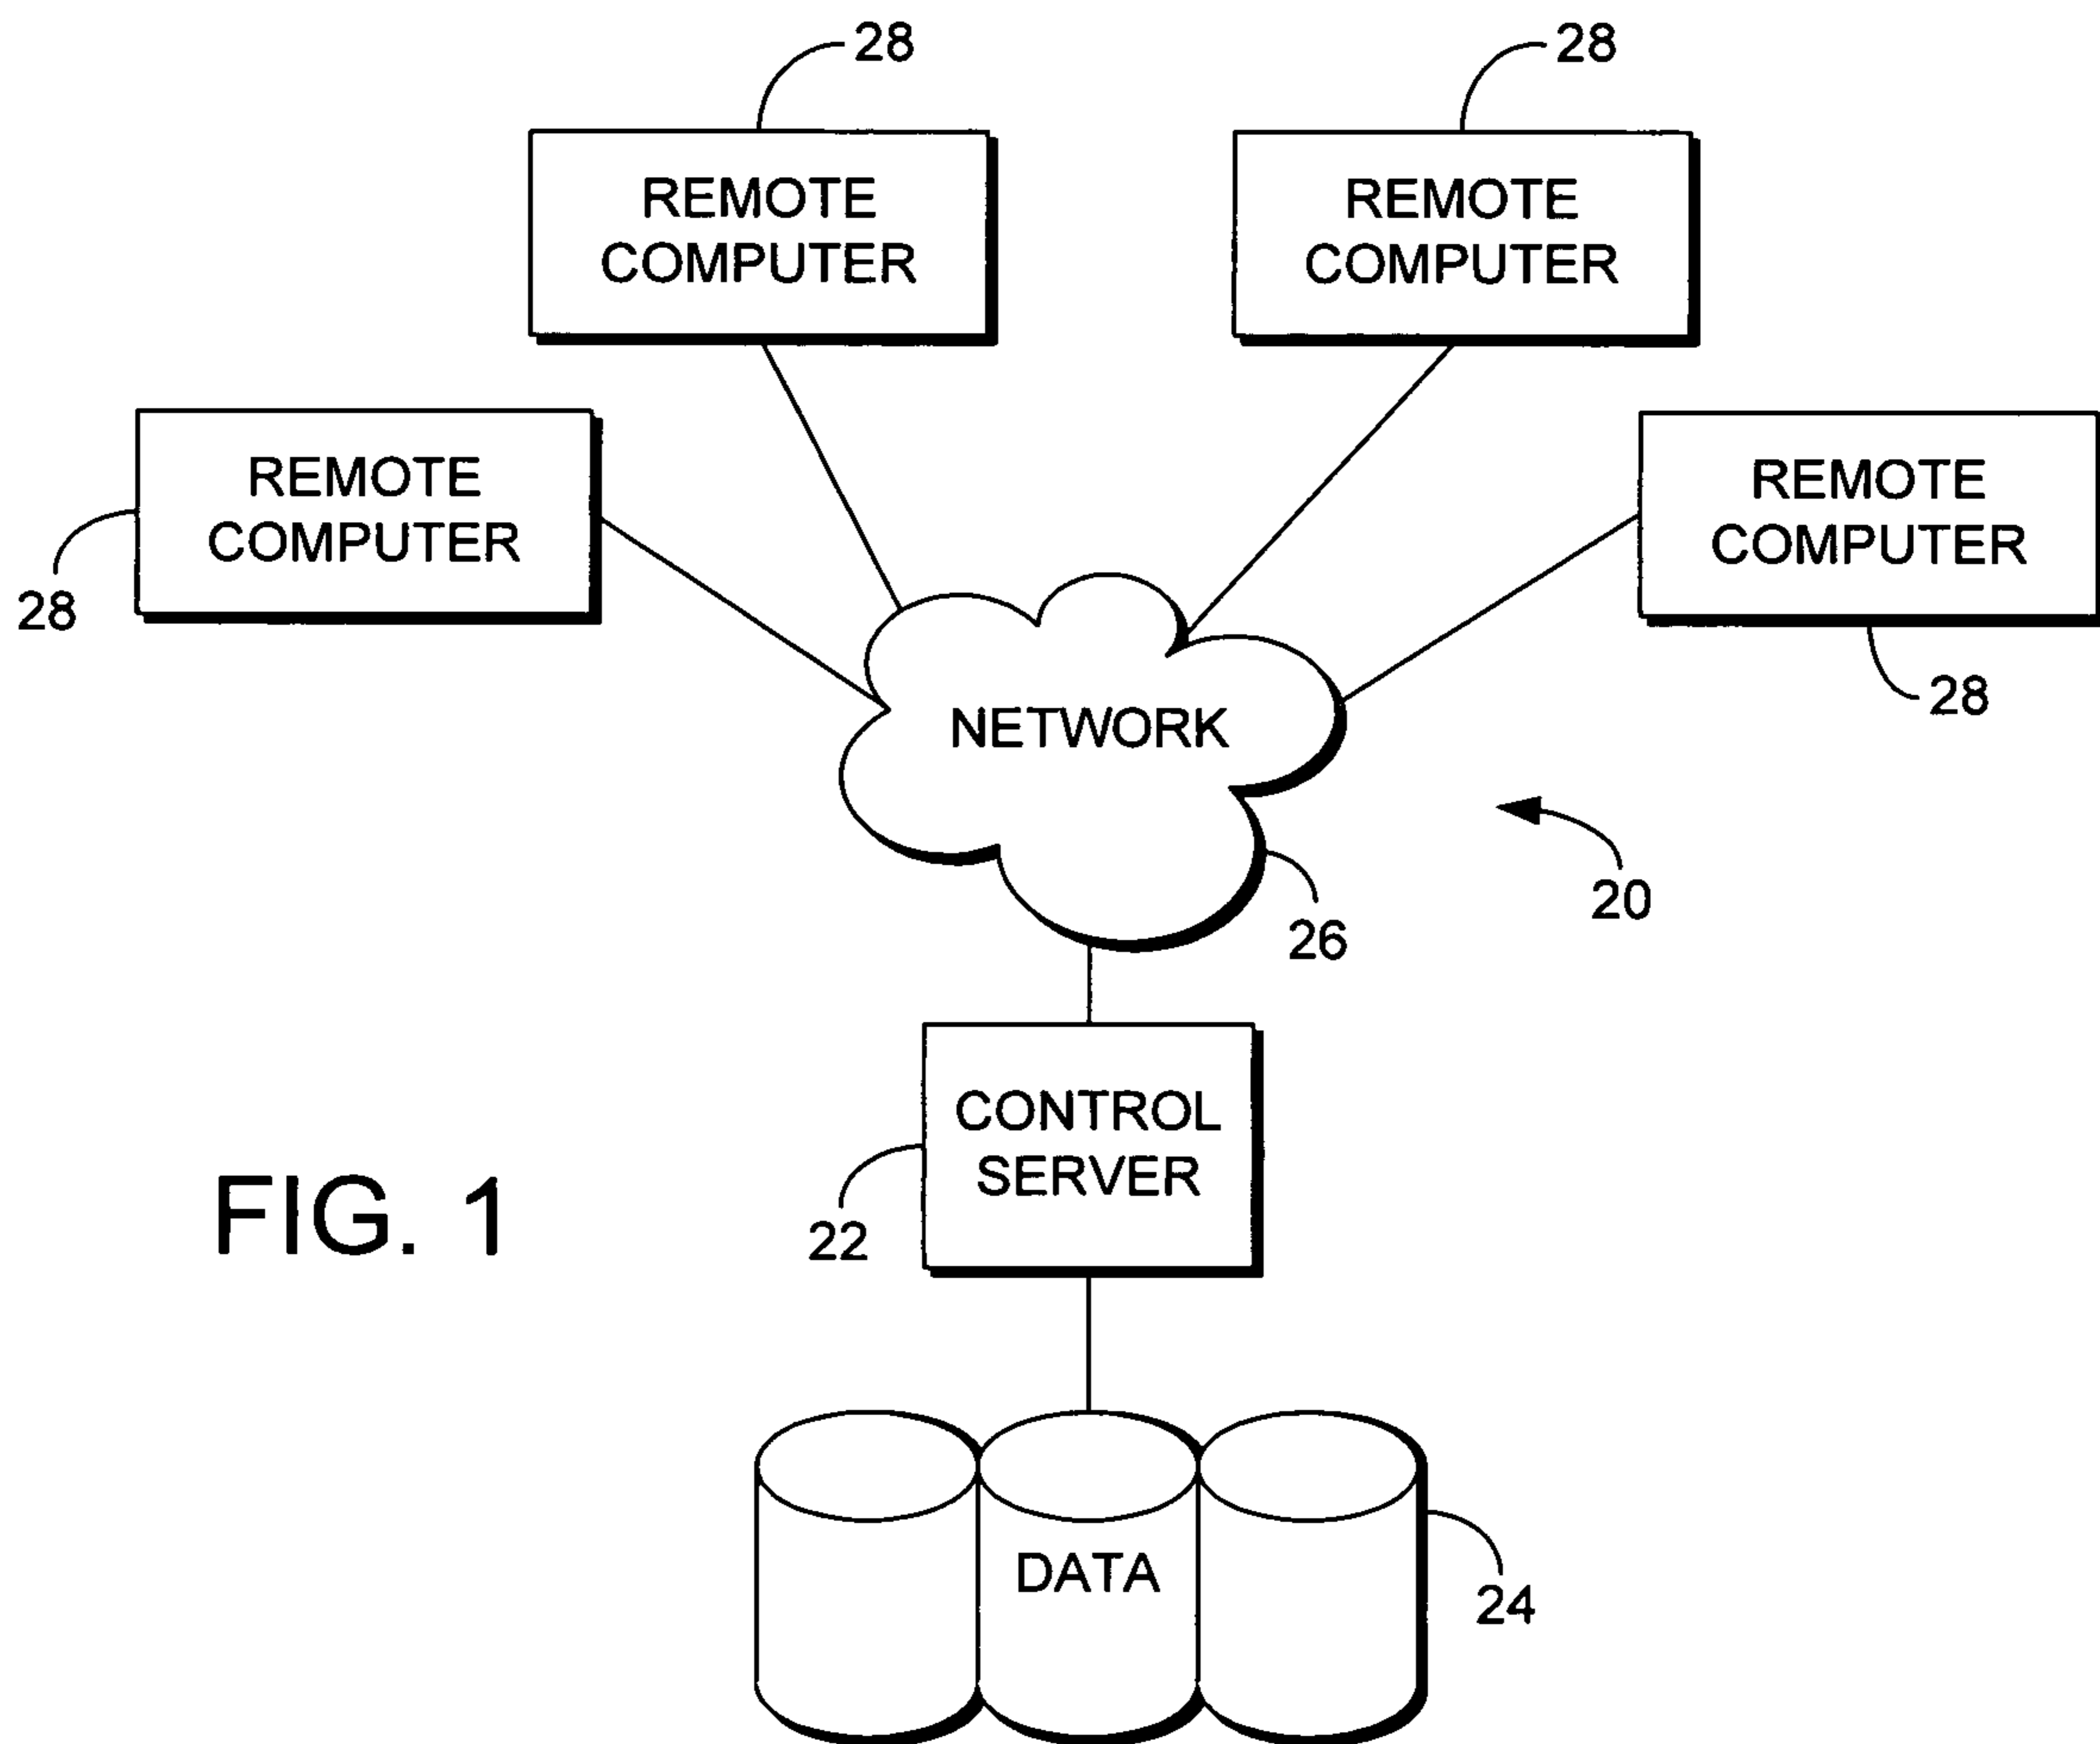 28
28
REMOTE
COMPUTER
REMOTE
COMPUTER
REMOTE
COMPUTER
REMOTE
COMPUTER
28
28
NETWORK
20
26
CONTROL
SERVER
22
FIG. 1
DATA
24